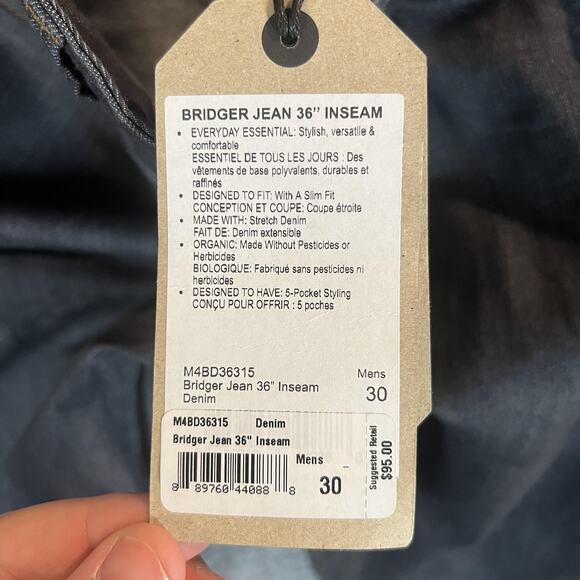 BRIDGER JEAN 36" INSEAM
• EVERYDAY ESSENTIAL: Stylish, versatile &
comfortable
ESSENTIEL DE TOUS LES JOURS : Des
vêtements de base polyvalents, durables et
raffinés
• DESIGNED TO FIT: With A Slim Fit
CONCEPTION ET COUPE: Coupe étroite
• MADE WITH: Stretch Denim
FAIT DE: Denim extensible
• ORGANIC: Made Without Pesticides or
Herbicides
BIOLOGIQUE: Fabriqué sans pesticides ni
herbicides
• DESIGNED TO HAVE: 5-Pocket Styling
CONÇU POUR OFFRIR : 5 poches
M4BD36315 Mens
Bridger Jean 36" Inseam 30
Denim
M4BD36315 Denim
Bridger Jean 36" Inseam
Mens
30
8 89760 44088 8
Suggested Retail
$95.00